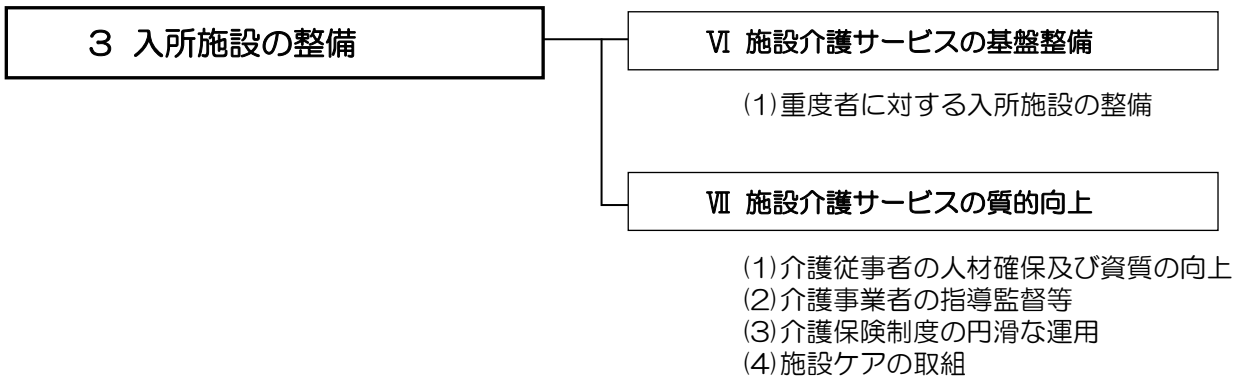 3 入所施設の整備
Ⅵ 施設介護サービスの基盤整備
(1)重度者に対する入所施設の整備
Ⅶ 施設介護サービスの質的向上
(1)介護従事者の人材確保及び資質の向上
(2)介護事業者の指導監督等
(3)介護保険制度の円滑な運用
(4)施設ケアの取組